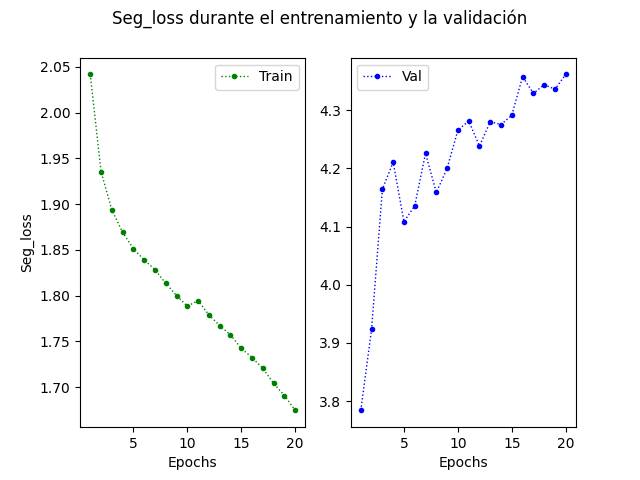 Seg_loss durante el entrenamiento y la validación
Seg_loss
2.05
2.00
1.95
1.90
1.85
1.80
1.75
1.70
Train
5 10 15 20
Epochs
4.3
4.2
4.1
4.0
3.9
3.8
Val
5 10 15 20
Epochs